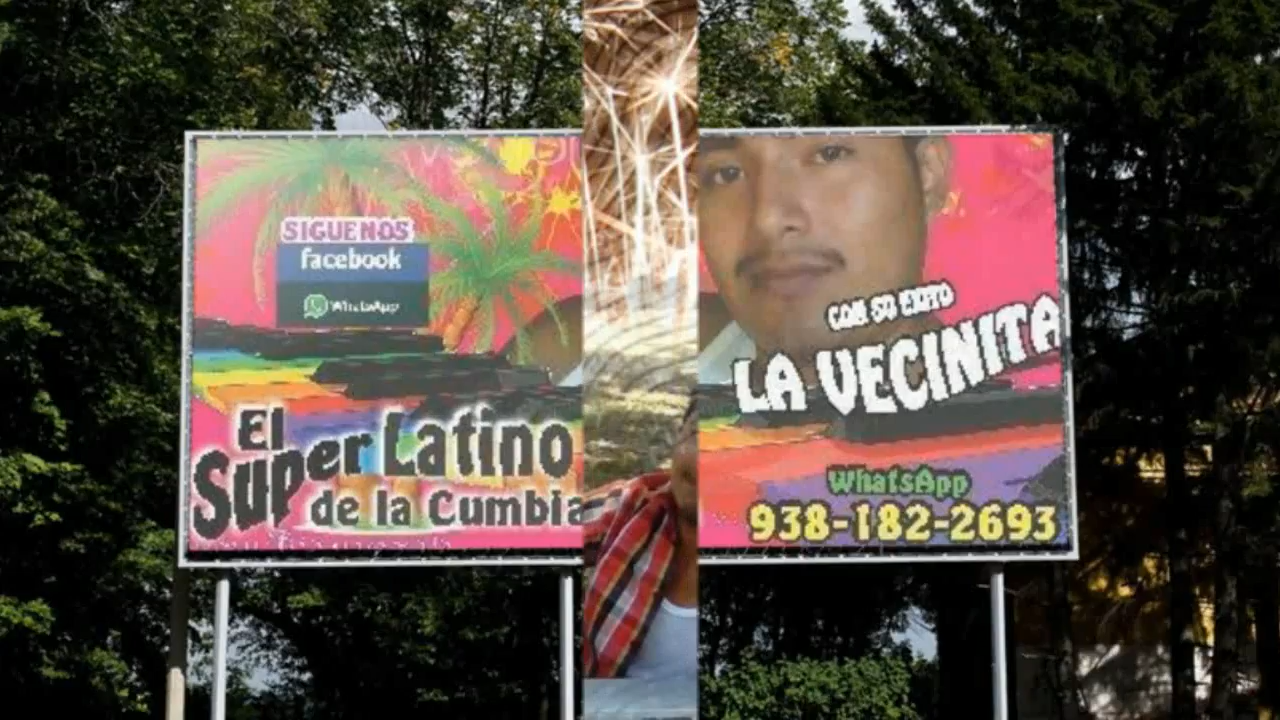 SIGUENOS
facebook
WhatsApp
El
Super Latino
de la Cumbia
CON SU EXITO
LA VECINITA
WhatsApp
938-182-2693